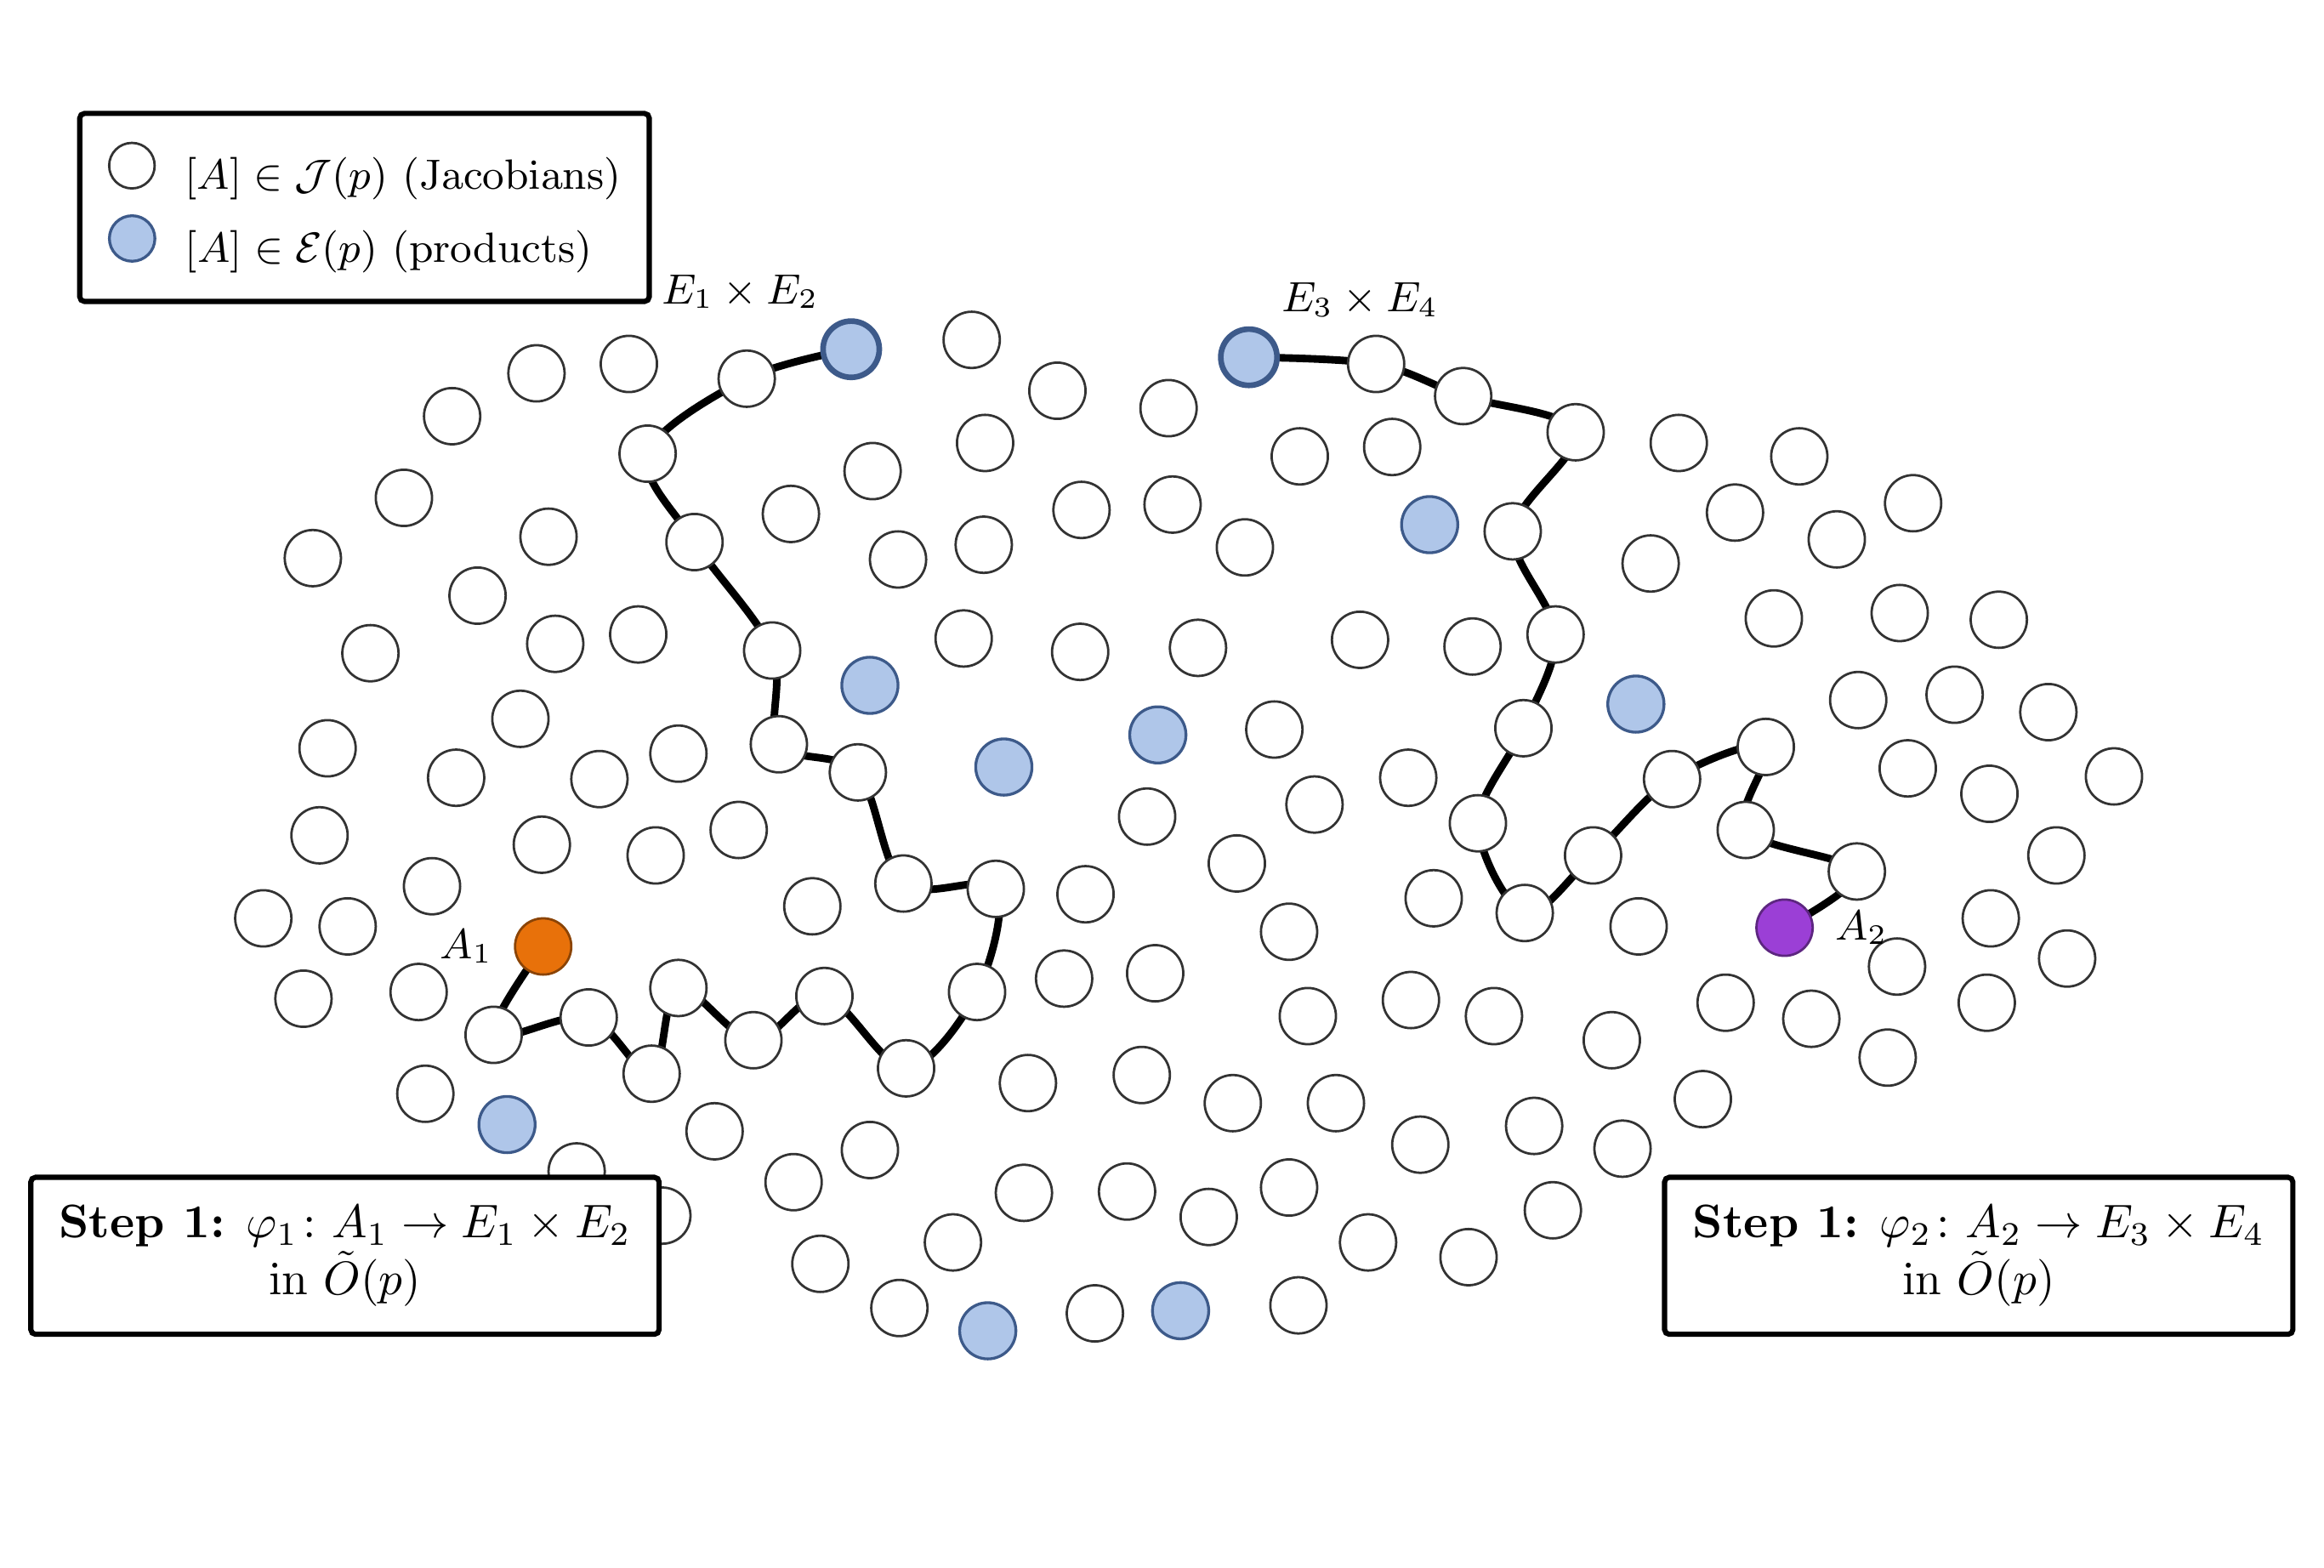 [A] ∈ 𝒥(p) (Jacobians)
[A] ∈ ℰ(p) (products)
E₁ × E₂
E₃ × E₄
A₁
A₂
Step 1: φ₁: A₁ → E₁ × E₂
in Õ(p)
Step 1: φ₂: A₂ → E₃ × E₄
in Õ(p)